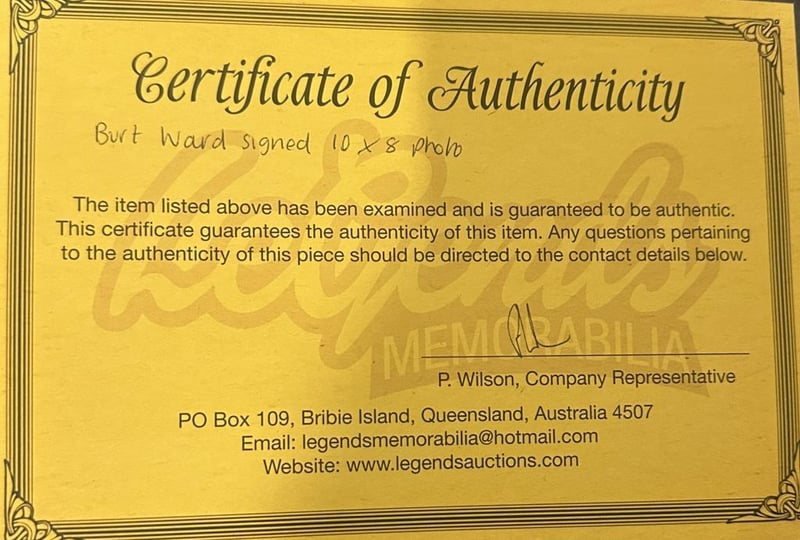 Certificate of Authenticity
Burt Ward signed 10 x 8 photo
The item listed above has been examined and is guaranteed to be authentic.
This certificate guarantees the authenticity of this item. Any questions pertaining
to the authenticity of this piece should be directed to the contact details below.
Legends
MEMORABILIA
P. Wilson, Company Representative
PO Box 109, Bribie Island, Queensland, Australia 4507
Email: legendsmemorabilia@hotmail.com
Website: www.legendsauctions.com